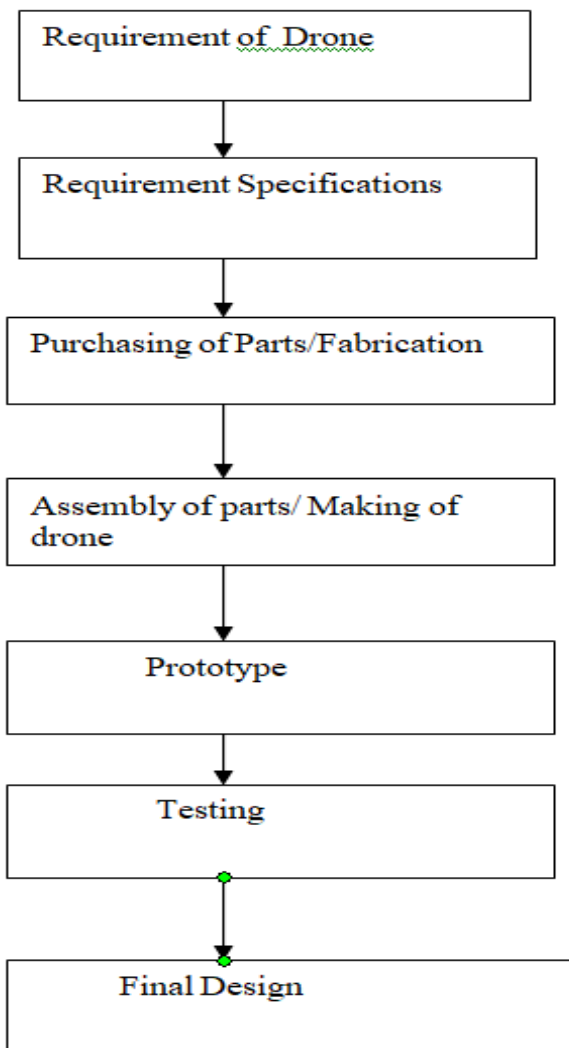 Requirement of  Drone
Requirement Specifications
Purchasing of Parts/Fabrication
Assembly of parts/ Making of
drone
Prototype
Testing
Final Design